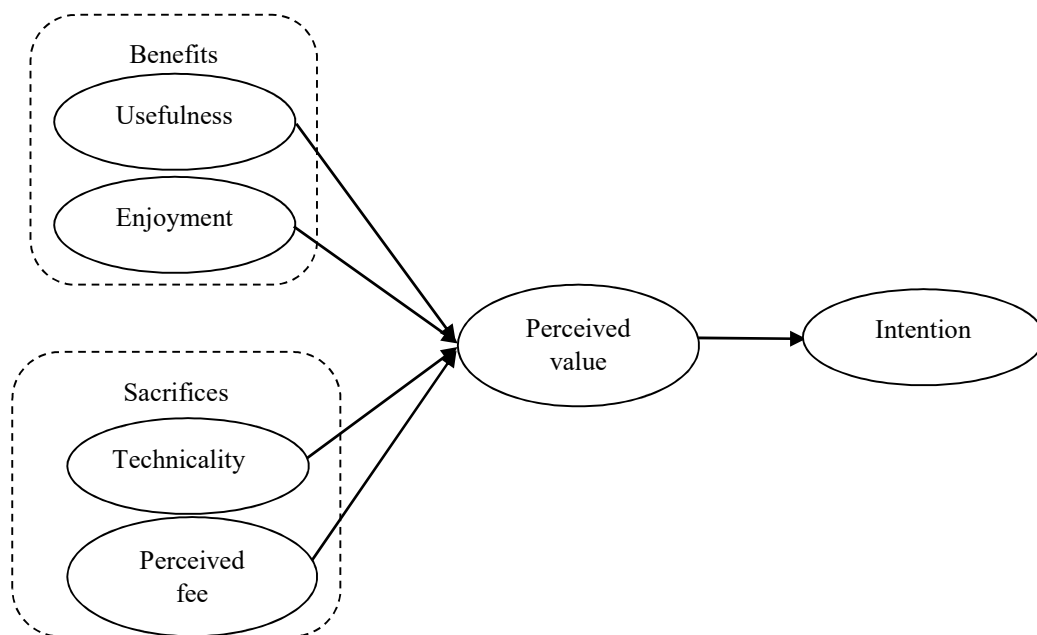 Benefits
Usefulness
Enjoyment
Perceived
value
Intention
Sacrifices
Technicality
Perceived
fee